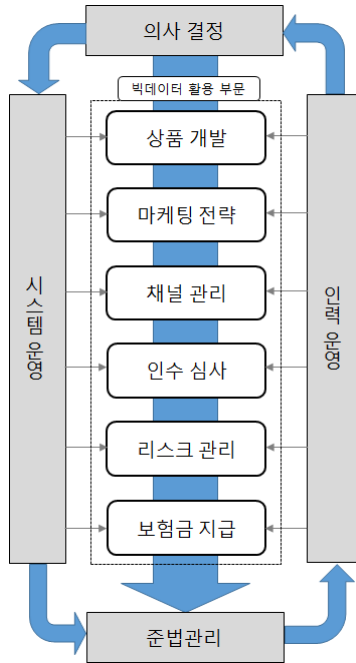 의사 결정
빅데이터 활용 부문
상품 개발
마케팅 전략
채널 관리
인수 심사
리스크 관리
보험금 지급
시스템 운영
인력 운영
준법관리